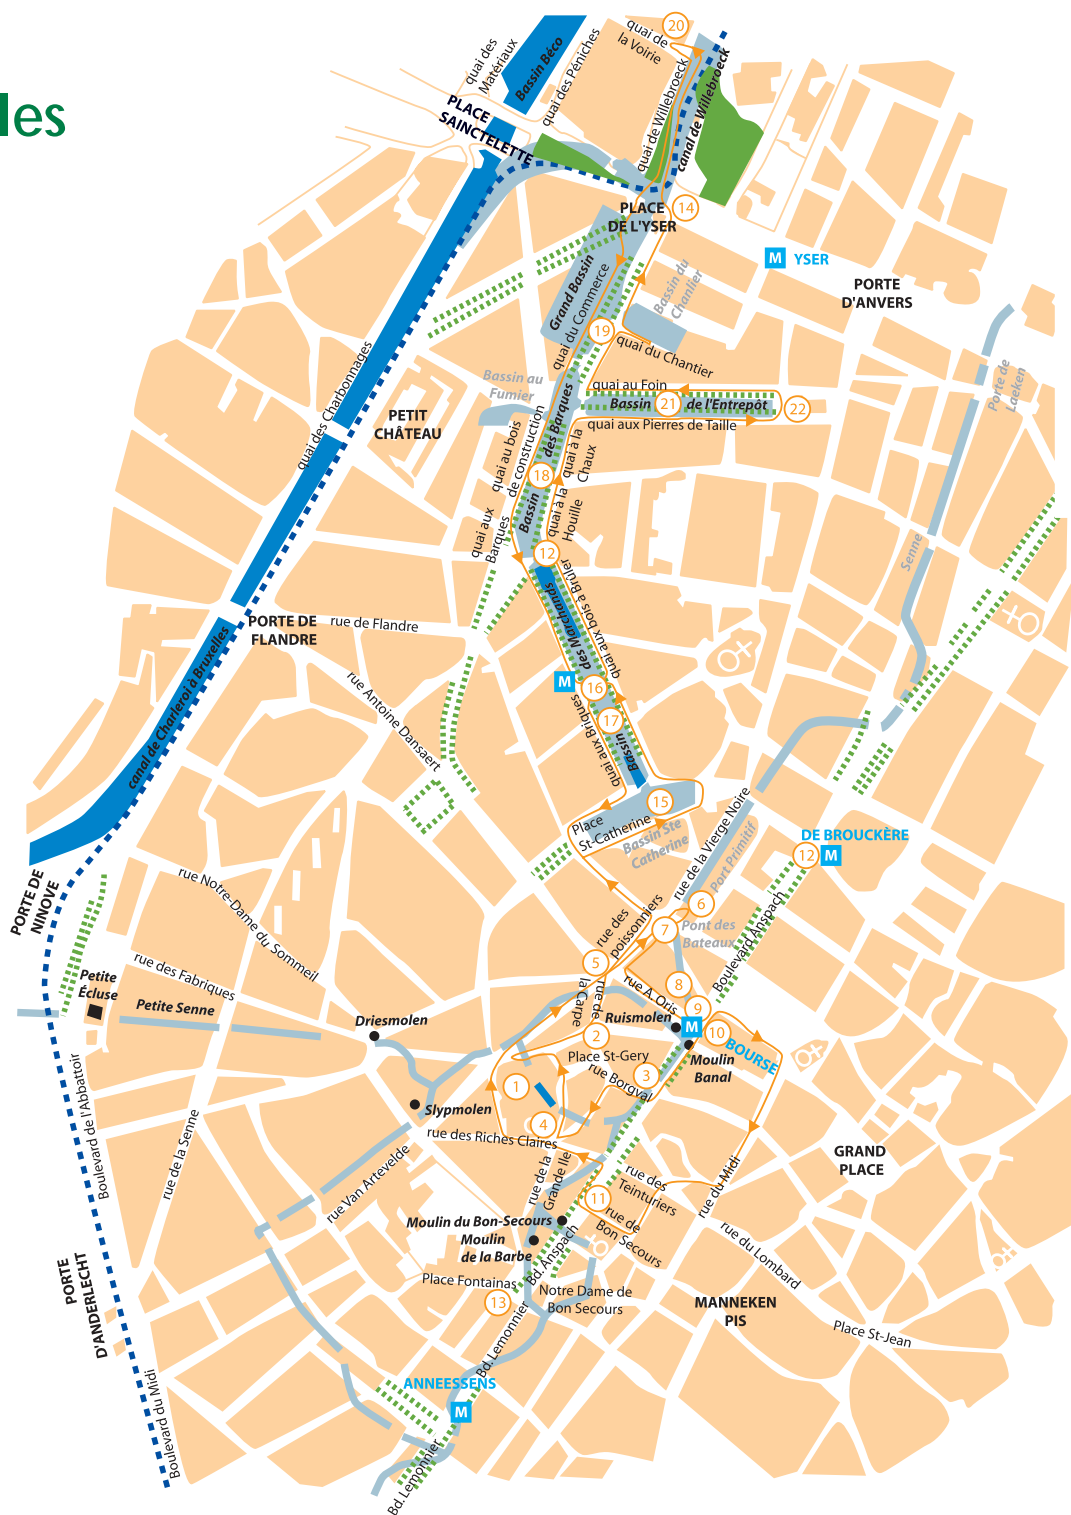 les
20
quai de
la Voirie
quai des
Matériaux
Bassin Béco
quai des Péniches
PLACE
SAINCTELETTE
quai de Willebroeck
canal de Willebroeck
14
PLACE
DE L'YSER
M YSER
PORTE
D'ANVERS
Grand Bassin
quai du Commerce
Bassin du
Chanlier
19
quai du Chantier
quai des Charbonnages
Bassin au
Fumier
quai au Foin
Bassin 21 de l'Entrepôt
22
quai aux Pierres de Taille
Porte de
Laeken
PETIT
CHÂTEAU
quai au bois
de construction
Bassin des Barques
quai à la
Chaux
18
quai à la
Houille
quai aux
Barques
12
Senne
PORTE DE
FLANDRE
rue de Flandre
quai aux bois a Brûler
Bassin des Marchands
M
16
17
quai aux Briques
rue Antoine Dansaert
canal de Charleroi à Bruxelles
15
Place
St-Catherine
Bassin Ste
Catherine
rue de la Vierge Noire
Port Primitif
DE BROUCKÈRE
12 M
PORTE DE
NINOVE
rue Notre-Dame du Sommeil
Boulevard Anspach
6
7
Pont des
Bateaux
rue des
poissonniers
5
rue des Fabriques
Petite
Écluse
Petite Senne
rue de
la Carpe
rue A. Oris
8
9
Ruismolen
M
10
BOURSE
Driesmolen
2
Place St-Gery
Moulin
Banal
3
rue Borgval
1
Slypmolen
4
rue des Riches Claires
Boulevard de l'Abbattoir
rue de la Senne
rue Van Artevelde
rue de la
Grande Ile
GRAND
PLACE
rue des
Teinturiers
rue du Midi
11
rue de
Bon Secours
Moulin du Bon-Secours
Moulin
de la Barbe
Bd. Anspach
rue du Lombard
PORTE
D'ANDERLECHT
Place Fontainas
13
Notre Dame de
Bon Secours
MANNEKEN
PIS
Place St-Jean
Bd. Lemonnier
ANNEESSENS
M
Boulevard du Midi
Bd. Lemonnier